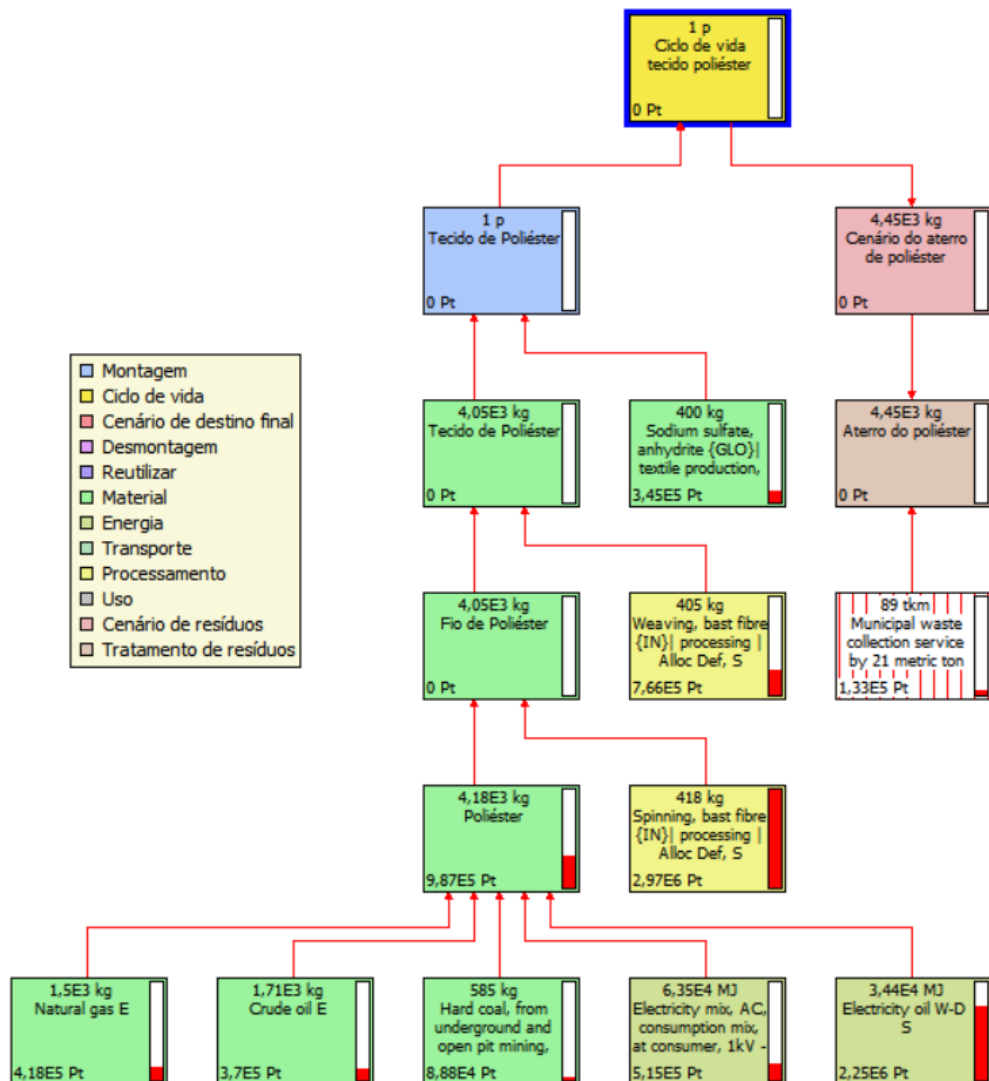 1 p
Ciclo de vida
tecido poliéster
0 Pt
1 p
Tecido de Poliéster
0 Pt
4,45E3 kg
Cenário do aterro
de poliéster
0 Pt
Montagem
Ciclo de vida
Cenário de destino final
Desmontagem
Reutilizar
Material
Energia
Transporte
Processamento
Uso
Cenário de resíduos
Tratamento de resíduos
4,05E3 kg
Tecido de Poliéster
0 Pt
400 kg
Sodium sulfate,
anhydrite {GLO}|
textile production,
3,45E5 Pt
4,45E3 kg
Aterro do poliéster
0 Pt
4,05E3 kg
Fio de Poliéster
0 Pt
405 kg
Weaving, bast fibre
{IN}| processing |
Alloc Def, S
7,66E5 Pt
89 tkm
Municipal waste
collection service
by 21 metric ton
1,33E5 Pt
4,18E3 kg
Poliéster
9,87E5 Pt
418 kg
Spinning, bast fibre
{IN}| processing |
Alloc Def, S
2,97E6 Pt
1,5E3 kg
Natural gas E
4,18E5 Pt
1,71E3 kg
Crude oil E
3,7E5 Pt
585 kg
Hard coal, from
underground and
open pit mining,
8,88E4 Pt
6,35E4 MJ
Electricity mix, AC,
consumption mix,
at consumer, 1kV -
5,15E5 Pt
3,44E4 MJ
Electricity oil W-D
S
2,25E6 Pt